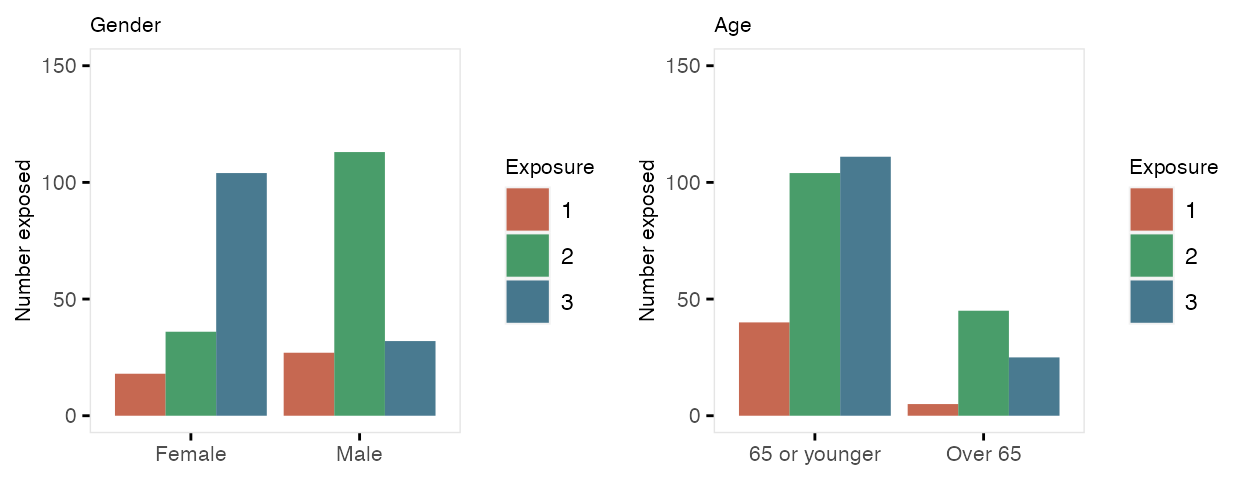 Gender
150
100
50
0
Number exposed
Female Male
Exposure
1
2
3
Age
150
100
50
0
Number exposed
65 or younger Over 65
Exposure
1
2
3